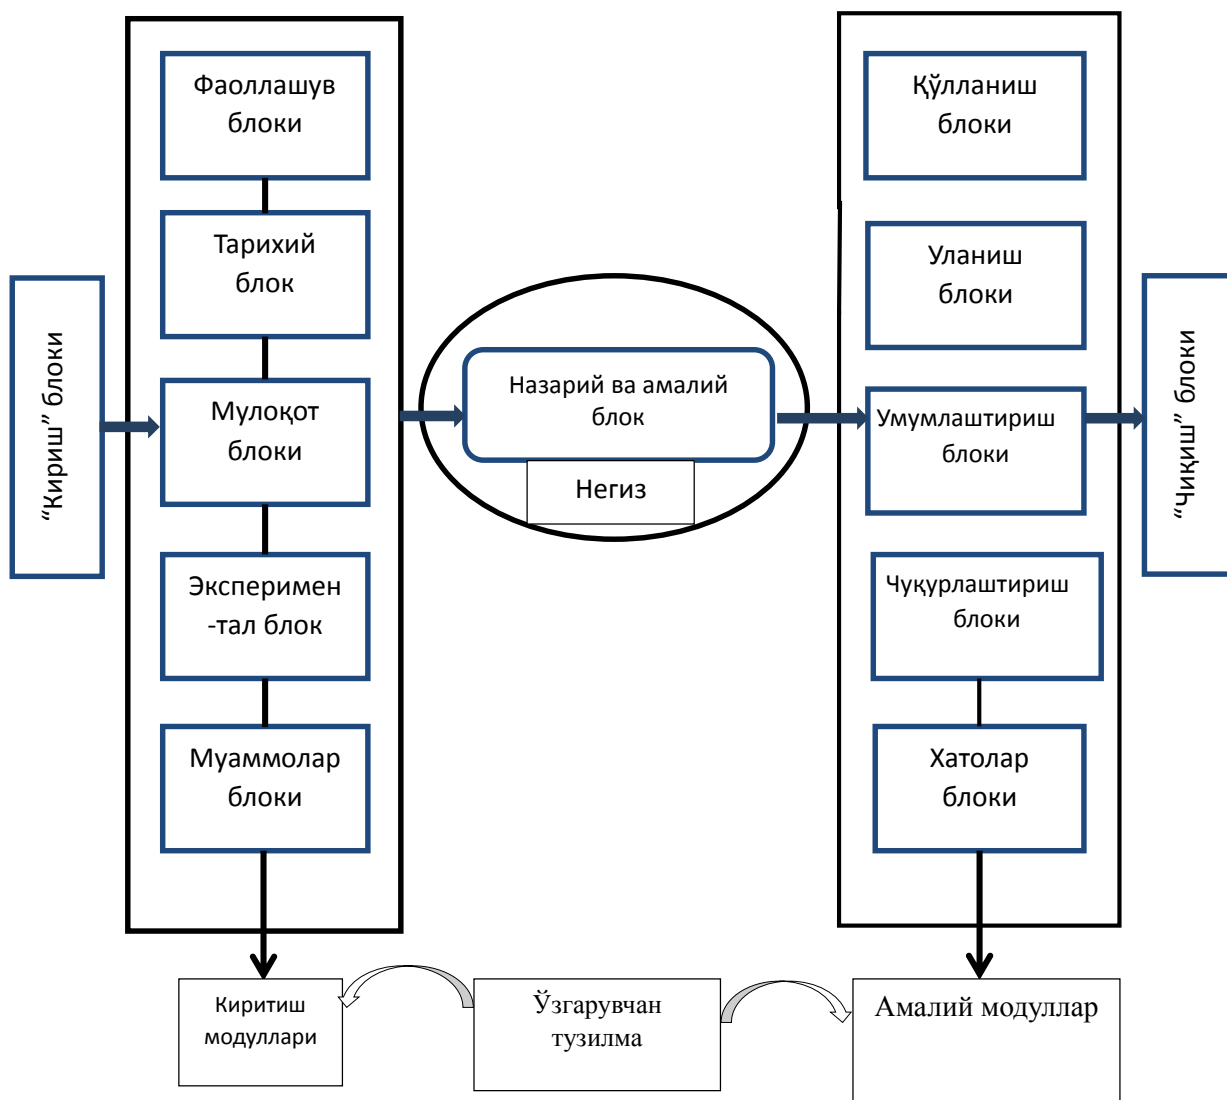 “Кириш” блоки
Фаоллашув
блоки
Тарихий
блок
Мулоқот
блоки
Эксперимен
-тал блок
Муаммолар
блоки
Назарий ва амалий
блок
Негиз
Қўлланиш
блоки
Уланиш
блоки
Умумлаштириш
блоки
Чуқурлаштириш
блоки
Хатолар
блоки
“Чиқиш” блоки
Киритиш
модуллари
Ўзгарувчан
тузилма
Амалий модуллар